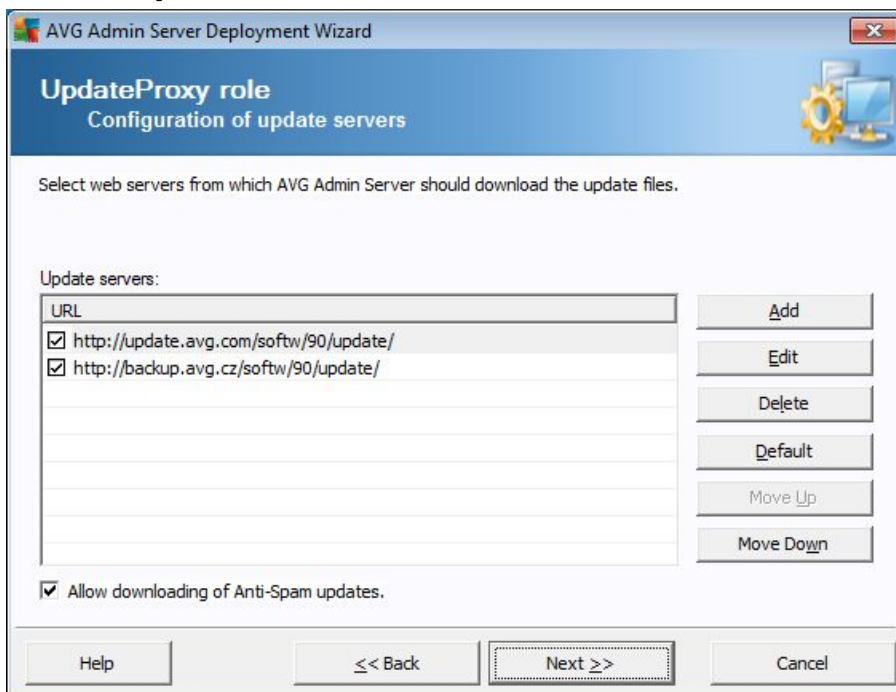 AVG Admin Server Deployment Wizard
UpdateProxy role
Configuration of update servers
Select web servers from which AVG Admin Server should download the update files.
Update servers:
URL
http://update.avg.com/softw/90/update/
http://backup.avg.cz/softw/90/update/
Add
Edit
Delete
Default
Move Up
Move Down
Allow downloading of Anti-Spam updates.
Help
<< Back
Next >>
Cancel